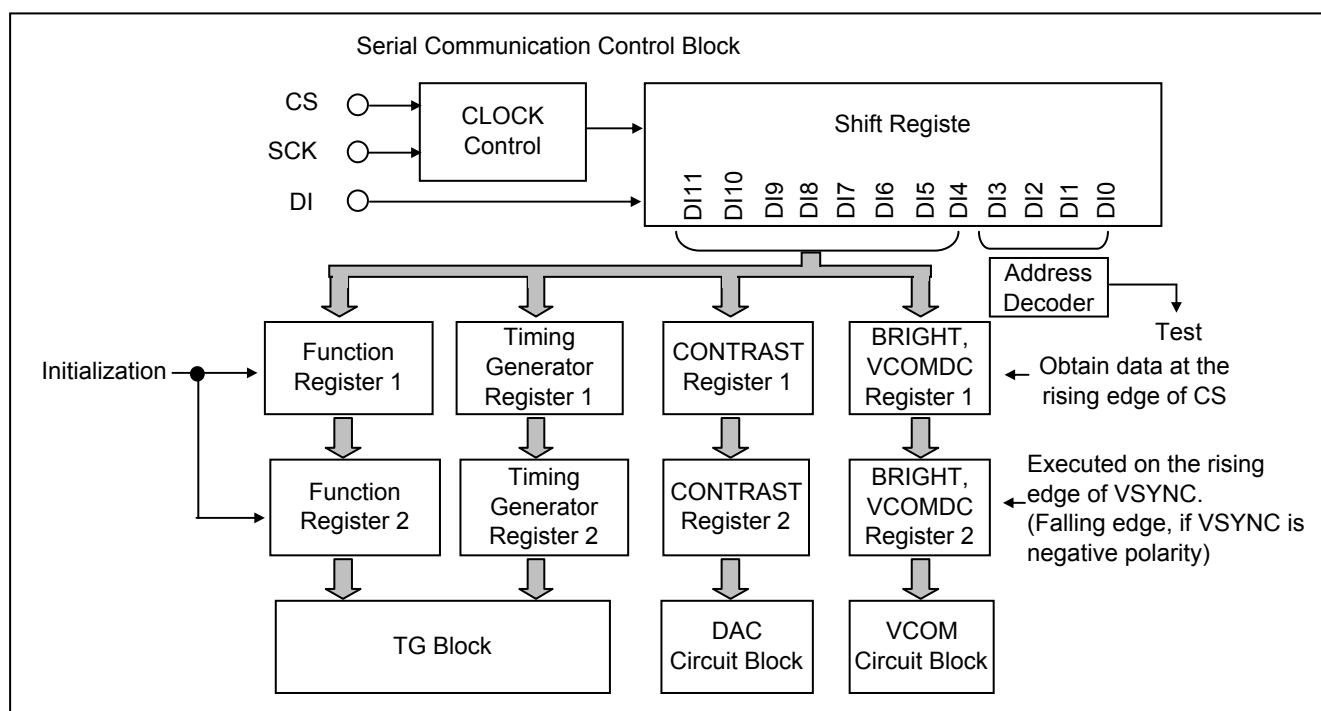 Serial Communication Control Block
CS
SCK
DI
CLOCK
Control
Shift Registe
DI11
DI10
DI9
DI8
DI7
DI6
DI5
DI4
DI3
DI2
DI1
DI0
Address
Decoder
Test
Initialization
Function
Register 1
Timing
Generator
Register 1
CONTRAST
Register 1
BRIGHT,
VCOMDC
Register 1
Obtain data at the
rising edge of CS
Function
Register 2
Timing
Generator
Register 2
CONTRAST
Register 2
BRIGHT,
VCOMDC
Register 2
Executed on the rising
edge of VSYNC.
(Falling edge, if VSYNC is
negative polarity)
TG Block
DAC
Circuit Block
VCOM
Circuit Block